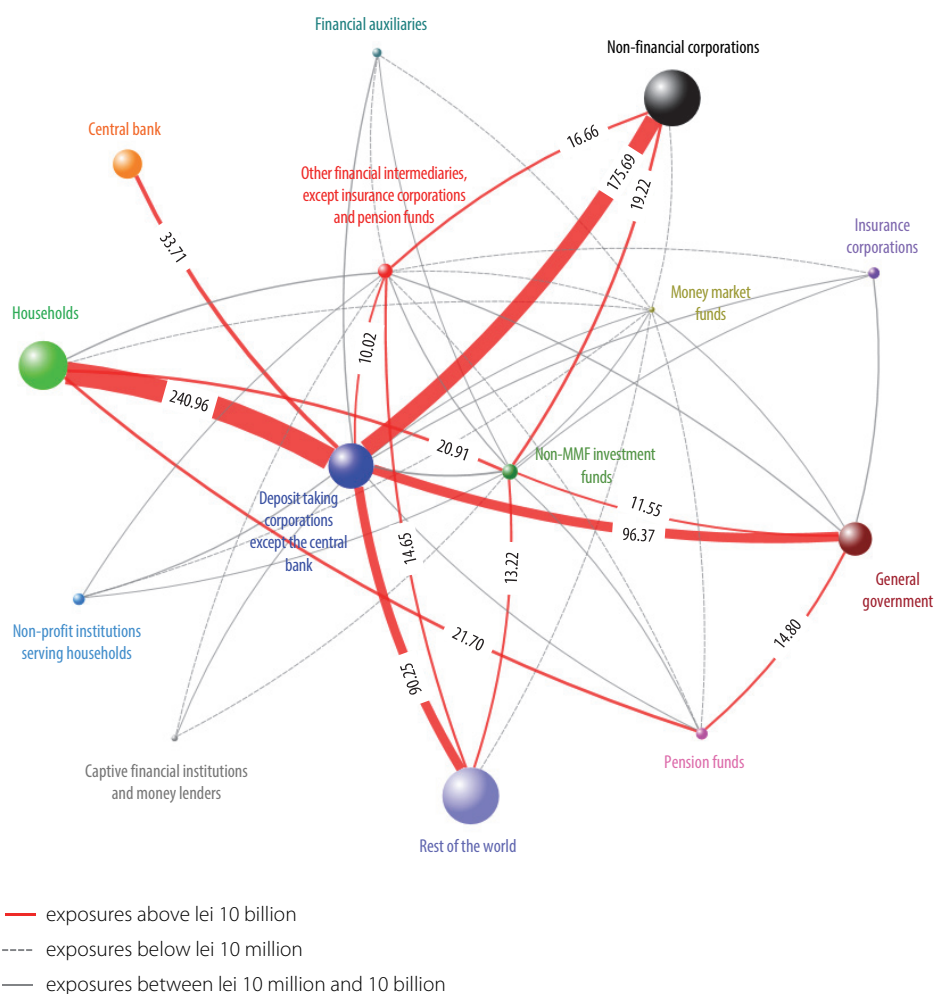 Financial auxiliaries
Non-financial corporations
Central bank
16.66
Other financial intermediaries,
except insurance corporations
and pension funds
175.69
19.22
Insurance
corporations
33.71
Money market
funds
Households
10.02
240.96
20.91
Non-MMF investment
funds
Deposit taking
corporations
except the central
bank
11.55
96.37
14.65
13.22
General
government
Non-profit institutions
serving households
21.70
14.80
90.25
Captive financial institutions
and money lenders
Pension funds
Rest of the world
exposures above lei 10 billion
exposures below lei 10 million
exposures between lei 10 million and 10 billion